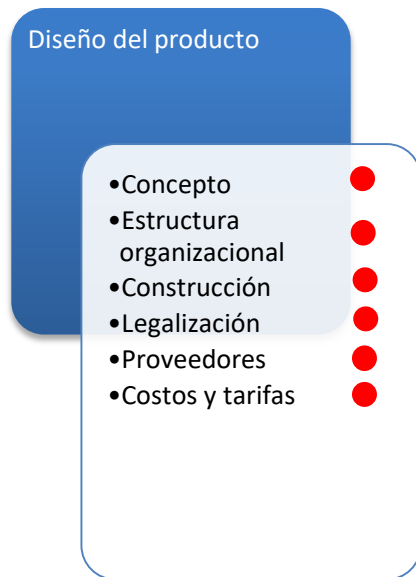 Diseño del producto
•Concepto
•Estructura
organizacional
•Construcción
•Legalización
•Proveedores
•Costos y tarifas